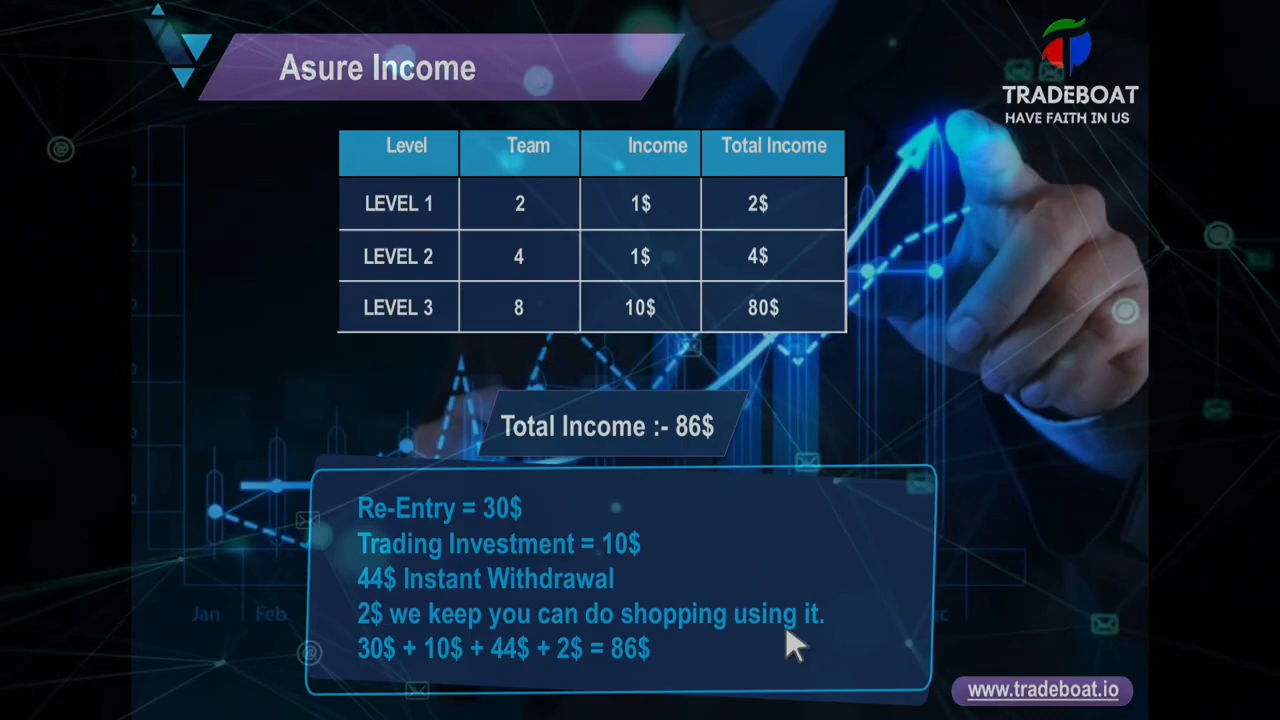 Asure Income
TRADEBOAT
HAVE FAITH IN US
Level Team Income Total Income
LEVEL 1 2 1$ 2$
LEVEL 2 4 1$ 4$
LEVEL 3 8 10$ 80$
Total Income :- 86$
Re-Entry = 30$
Trading Investment = 10$
44$ Instant Withdrawal
2$ we keep you can do shopping using it.
30$ + 10$ + 44$ + 2$ = 86$
Jan Feb
www.tradeboat.io